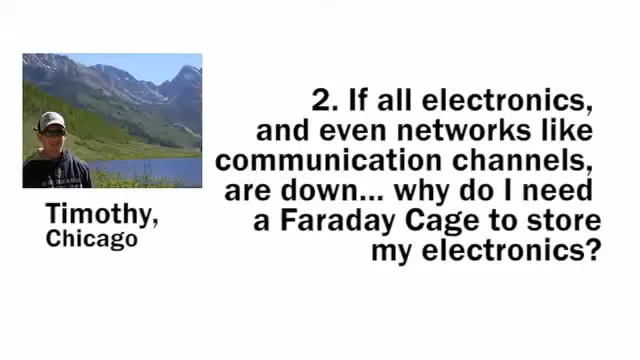 2. If all electronics,
and even networks like
communication channels,
are down... why do I need
a Faraday Cage to store
my electronics?
Timothy,
Chicago